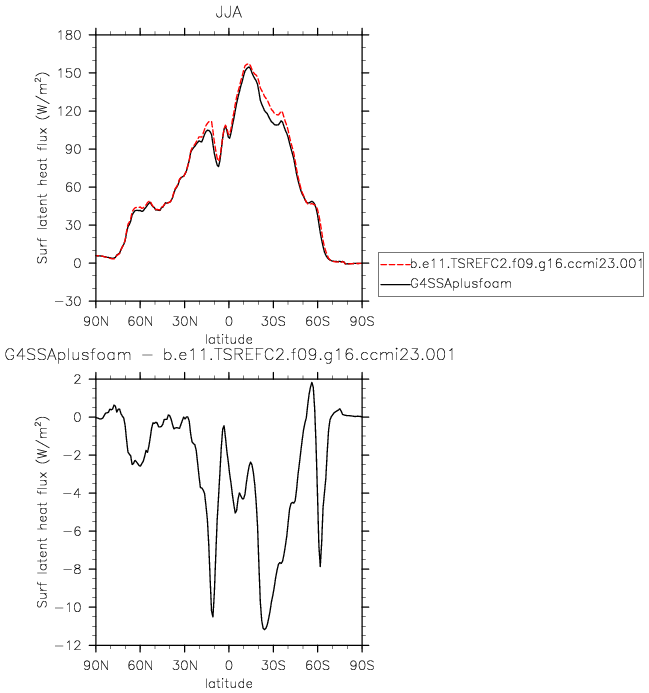 JJA
180
150
120
90
60
30
0
−30
Surf latent heat flux (W/m²)
90N 60N 30N 0 30S 60S 90S
latitude
b.e11.TSREFC2.f09.g16.ccmi23.001
G4SSAplusfoam
G4SSAplusfoam − b.e11.TSREFC2.f09.g16.ccmi23.001
2
0
−2
−4
−6
−8
−10
−12
Surf latent heat flux (W/m²)
90N 60N 30N 0 30S 60S 90S
latitude